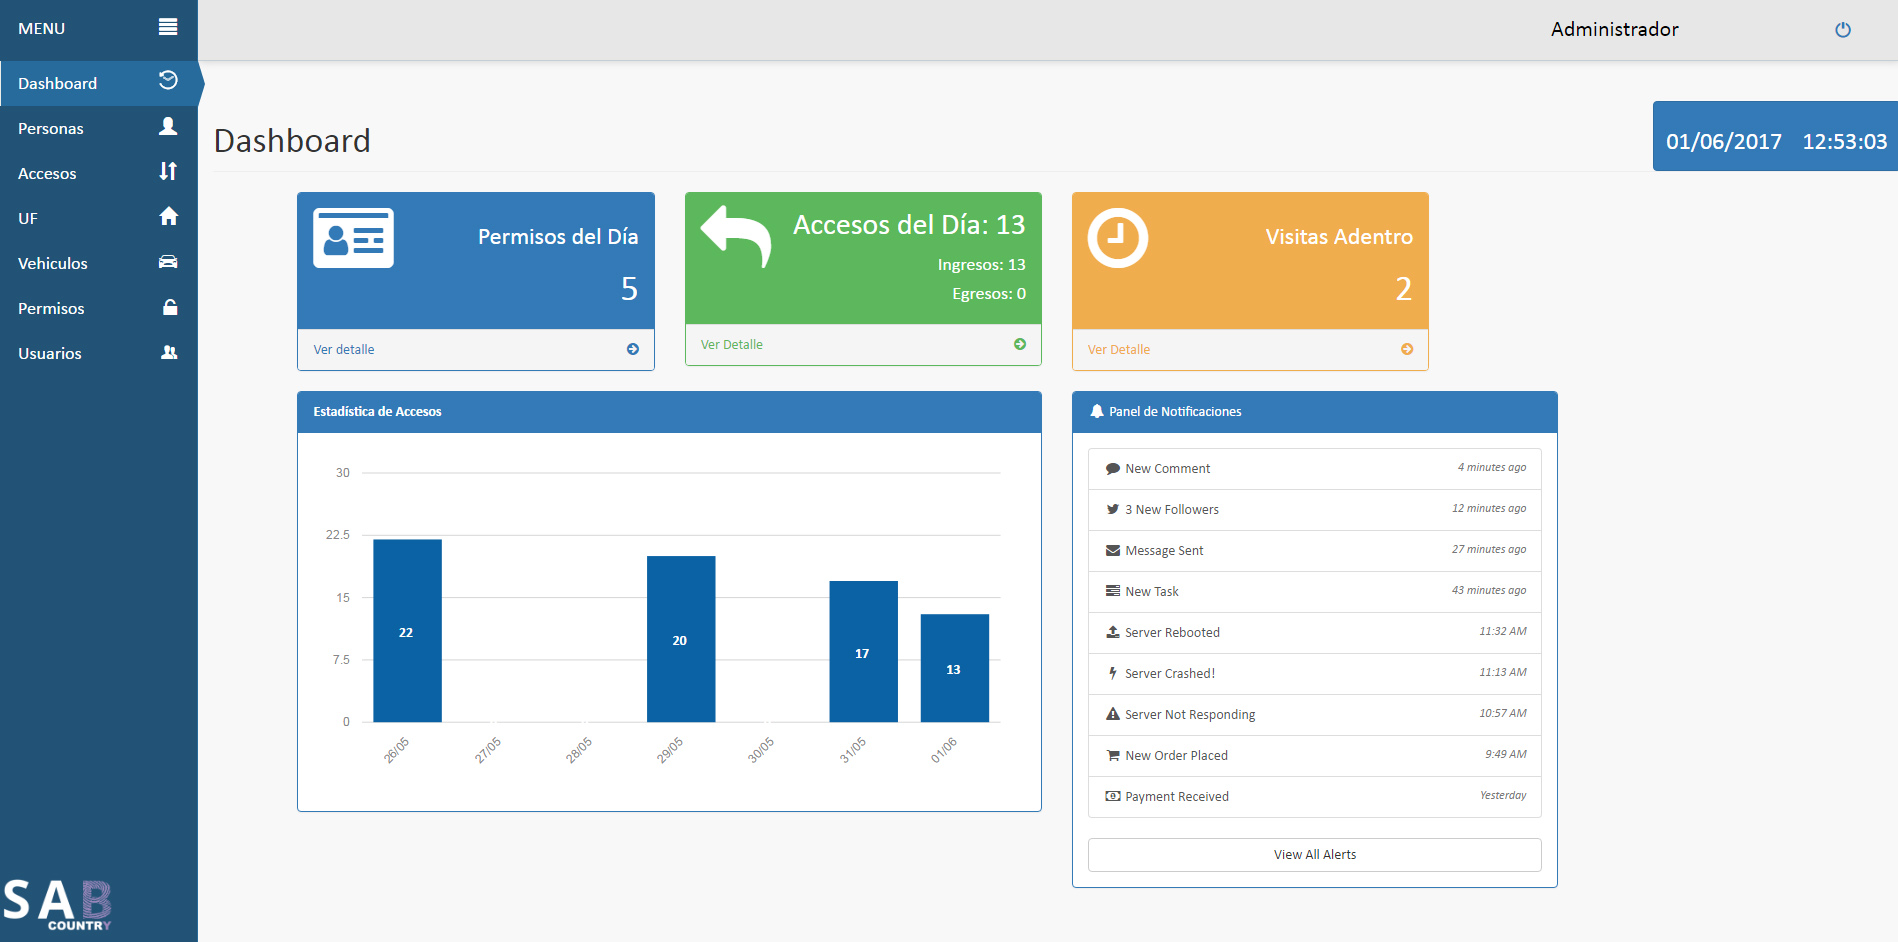 MENU
Administrador
Dashboard
Personas
Accesos
UF
Vehiculos
Permisos
Usuarios
SAB
COUNTRY
Dashboard
01/06/2017 12:53:03
Permisos del Día
5
Ver detalle
Accesos del Día: 13
Ingresos: 13
Egresos: 0
Ver Detalle
Visitas Adentro
2
Ver Detalle
Estadística de Accesos
30
22.5
15
7.5
0
22
20
17
13
26/05
27/05
28/05
29/05
30/05
31/05
01/06
Panel de Notificaciones
New Comment 4 minutes ago
3 New Followers 12 minutes ago
Message Sent 27 minutes ago
New Task 43 minutes ago
Server Rebooted 11:32 AM
Server Crashed! 11:13 AM
Server Not Responding 10:57 AM
New Order Placed 9:49 AM
Payment Received Yesterday
View All Alerts